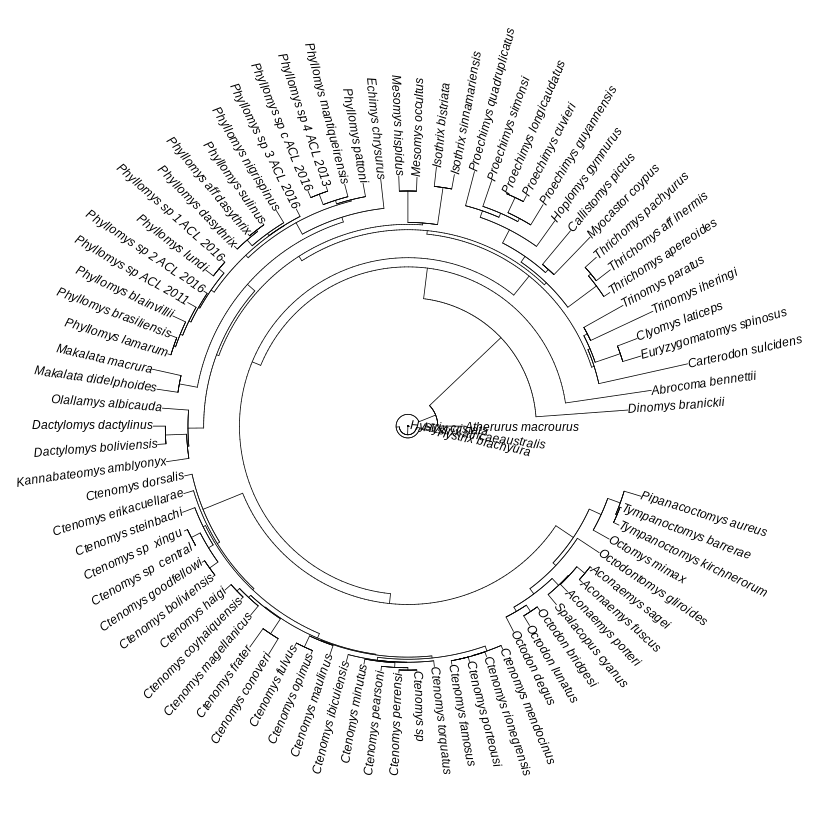 Phyllomys mantiqueirensis
Phyllomys pattoni
Echimys chrysurus
Mesomys hispidus
Mesomys occultus
Isothrix bistriata
Isothrix sinnamariensis
Proechimys quadruplicatus
Proechimys simonsi
Proechimys longicaudatus
Proechimys cuvieri
Proechimys guyannensis
Hoplomys gymnurus
Callistomys pictus
Myocastor coypus
Thrichomys pachyurus
Thrichomys aff inermis
Thrichomys apereoides
Trinomys paratus
Trinomys iheringi
Clyomys laticeps
Euryzygomatomys spinosus
Carterodon sulcidens
Abrocoma bennettii
Dinomys branickii
Atherurus macrourus
Hystrix brachyura
Pipanacoctomys aureus
Tympanoctomys barrerae
Tympanoctomys kirchnerorum
Octomys mimax
Octodontomys gliroides
Aconaemys sagei
Aconaemys fuscus
Aconaemys porteri
Spalacopus cyanus
Octodon bridgesi
Octodon lunatus
Octodon degus
Ctenomys mendocinus
Ctenomys rionegrensis
Ctenomys porteousi
Ctenomys famosus
Ctenomys torquatus
Ctenomys sp
Ctenomys perrensi
Ctenomys pearsoni
Ctenomys minutus
Ctenomys ibicuiensis
Ctenomys maulinus
Ctenomys opimus
Ctenomys fulvus
Ctenomys conoveri
Ctenomys frater
Ctenomys magellanicus
Ctenomys coyhaiquensis
Ctenomys haigi
Ctenomys boliviensis
Ctenomys goodfellowi
Ctenomys sp central
Ctenomys sp xingu
Ctenomys steinbachi
Ctenomys erikacuellarae
Ctenomys dorsalis
Kannabateomys amblyonyx
Dactylomys boliviensis
Dactylomys dactylinus
Olallamys albicauda
Makalata didelphoides
Makalata macrura
Phyllomys lamarum
Phyllomys brasiliensis
Phyllomys blainvillii
Phyllomys sp ACL 2011
Phyllomys sp 2 ACL 2016
Phyllomys lundi
Phyllomys sp 1 ACL 2016
Phyllomys dasythrix
Phyllomys aff dasythrix
Phyllomys sulinus
Phyllomys nigrispinus
Phyllomys sp 3 ACL 2016
Phyllomys sp c ACL 2016
Phyllomys sp 4 ACL 2013